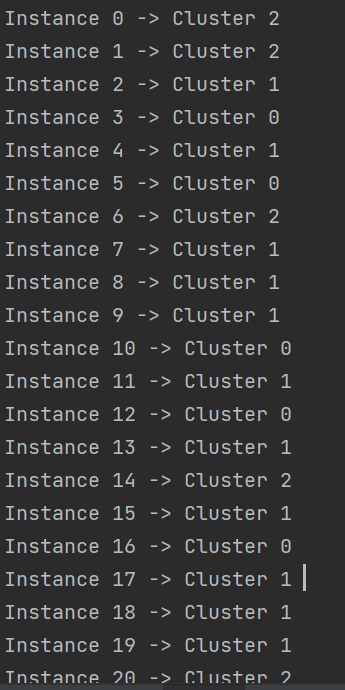 Instance 0 -> Cluster 2
Instance 1 -> Cluster 2
Instance 2 -> Cluster 1
Instance 3 -> Cluster 0
Instance 4 -> Cluster 1
Instance 5 -> Cluster 0
Instance 6 -> Cluster 2
Instance 7 -> Cluster 1
Instance 8 -> Cluster 1
Instance 9 -> Cluster 1
Instance 10 -> Cluster 0
Instance 11 -> Cluster 1
Instance 12 -> Cluster 0
Instance 13 -> Cluster 1
Instance 14 -> Cluster 2
Instance 15 -> Cluster 1
Instance 16 -> Cluster 0
Instance 17 -> Cluster 1
Instance 18 -> Cluster 1
Instance 19 -> Cluster 1
Instance 20 -> Cluster 2